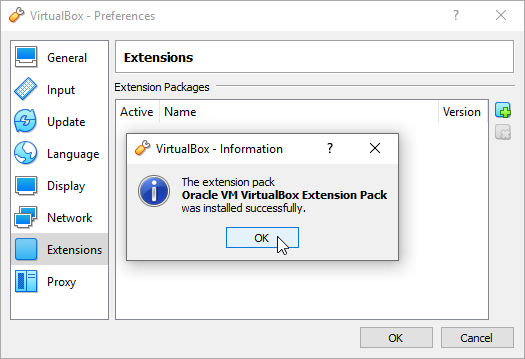 VirtualBox - Preferences
?
General
Input
Update
Language
Display
Network
Extensions
Proxy
Extensions
Extension Packages
Active Name Version
VirtualBox - Information
?
The extension pack
Oracle VM VirtualBox Extension Pack
was installed successfully.
OK
OK Cancel